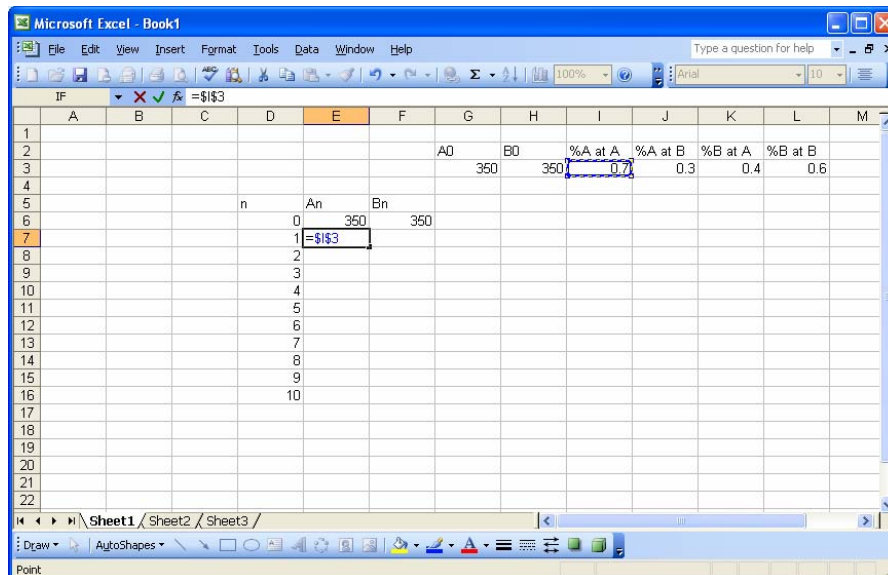 Microsoft Excel - Book1
File Edit View Insert Format Tools Data Window Help Type a question for help
100% Arial 10
IF =$I$3
A B C D E F G H I J K L M
1
2 A0 B0 %A at A %A at B %B at A %B at B
3 350 350 0.7 0.3 0.4 0.6
4
5 n An Bn
6 0 350 350
7 1 =$I$3
8 2
9 3
10 4
11 5
12 6
13 7
14 8
15 9
16 10
17
18
19
20
21
22
Sheet1 / Sheet2 / Sheet3 /
Draw AutoShapes
Point